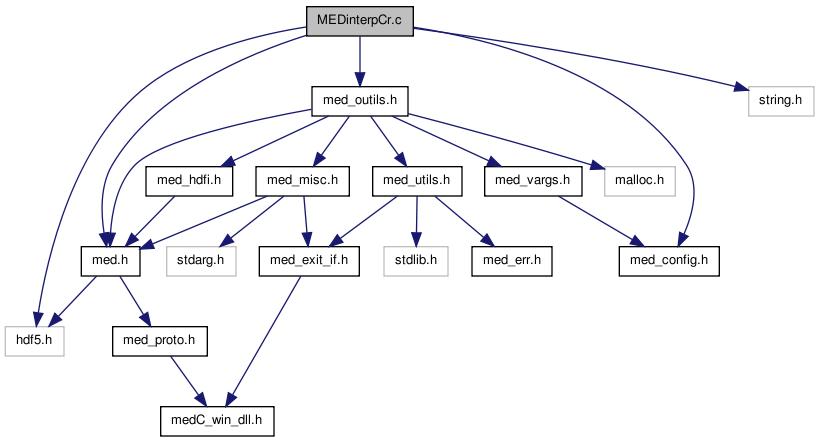 MEDinterpCr.c
med_outils.h
string.h
med_hdfi.h
med_misc.h
med_utils.h
med_vargs.h
malloc.h
med.h
stdarg.h
med_exit_if.h
stdlib.h
med_err.h
med_config.h
hdf5.h
med_proto.h
medC_win_dll.h